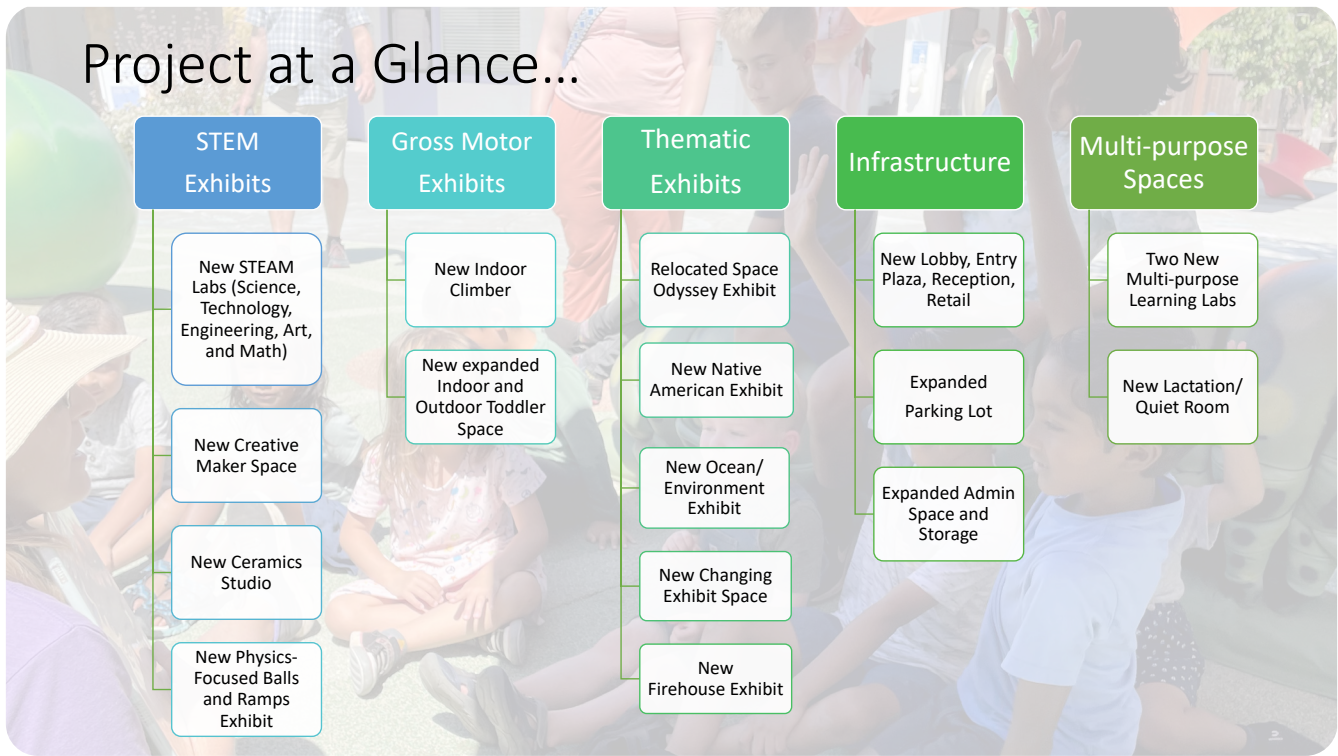 Project at a Glance...
STEM
Exhibits
New STEAM
Labs (Science,
Technology,
Engineering, Art,
and Math)
New Creative
Maker Space
New Ceramics
Studio
New Physics-
Focused Balls
and Ramps
Exhibit
Gross Motor
Exhibits
New Indoor
Climber
New expanded
Indoor and
Outdoor Toddler
Space
Thematic
Exhibits
Relocated Space
Odyssey Exhibit
New Native
American Exhibit
New Ocean/
Environment
Exhibit
New Changing
Exhibit Space
New
Firehouse Exhibit
Infrastructure
New Lobby, Entry
Plaza, Reception,
Retail
Expanded
Parking Lot
Expanded Admin
Space and
Storage
Multi-purpose
Spaces
Two New
Multi-purpose
Learning Labs
New Lactation/
Quiet Room